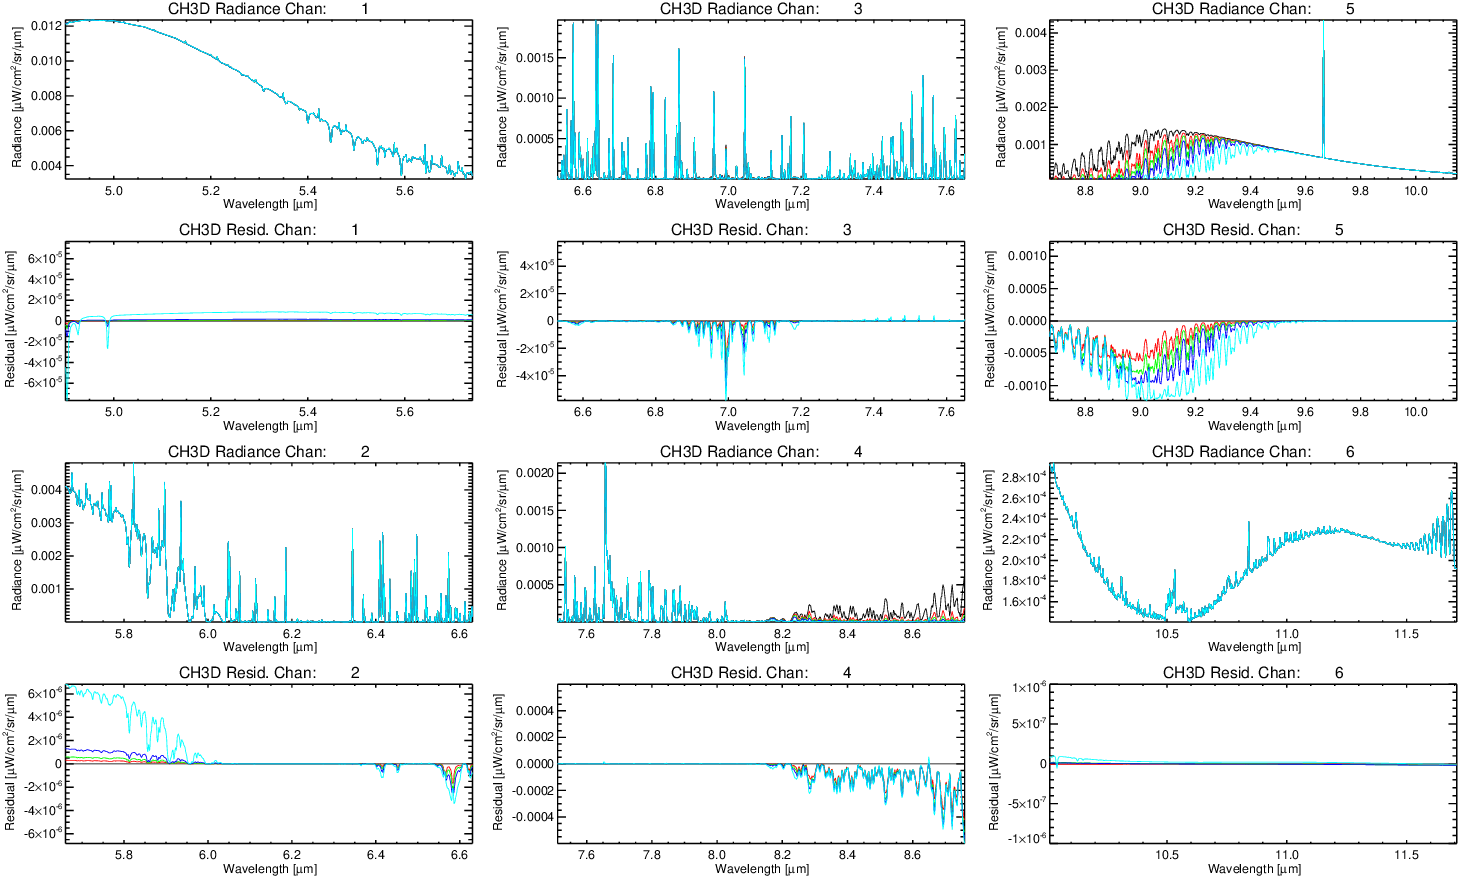 CH3D Radiance Chan: 1
Radiance [μW/cm²/sr/μm]
0.012
0.010
0.008
0.006
0.004
5.0 5.2 5.4 5.6
Wavelength [μm]
CH3D Radiance Chan: 3
Radiance [μW/cm²/sr/μm]
0.0015
0.0010
0.0005
6.6 6.8 7.0 7.2 7.4 7.6
Wavelength [μm]
CH3D Radiance Chan: 5
Radiance [μW/cm²/sr/μm]
0.004
0.003
0.002
0.001
8.8 9.0 9.2 9.4 9.6 9.8 10.0
Wavelength [μm]
CH3D Resid. Chan: 1
Residual [μW/cm²/sr/μm]
6×10⁻⁵
4×10⁻⁵
2×10⁻⁵
0
-2×10⁻⁵
-4×10⁻⁵
-6×10⁻⁵
5.0 5.2 5.4 5.6
Wavelength [μm]
CH3D Resid. Chan: 3
Residual [μW/cm²/sr/μm]
4×10⁻⁵
2×10⁻⁵
0
-2×10⁻⁵
-4×10⁻⁵
6.6 6.8 7.0 7.2 7.4 7.6
Wavelength [μm]
CH3D Resid. Chan: 5
Residual [μW/cm²/sr/μm]
0.0010
0.0005
0.0000
-0.0005
-0.0010
8.8 9.0 9.2 9.4 9.6 9.8 10.0
Wavelength [μm]
CH3D Radiance Chan: 2
Radiance [μW/cm²/sr/μm]
0.004
0.003
0.002
0.001
5.8 6.0 6.2 6.4 6.6
Wavelength [μm]
CH3D Radiance Chan: 4
Radiance [μW/cm²/sr/μm]
0.0020
0.0015
0.0010
0.0005
7.6 7.8 8.0 8.2 8.4 8.6
Wavelength [μm]
CH3D Radiance Chan: 6
Radiance [μW/cm²/sr/μm]
2.8×10⁻⁴
2.6×10⁻⁴
2.4×10⁻⁴
2.2×10⁻⁴
2.0×10⁻⁴
1.8×10⁻⁴
1.6×10⁻⁴
10.5 11.0 11.5
Wavelength [μm]
CH3D Resid. Chan: 2
Residual [μW/cm²/sr/μm]
6×10⁻⁶
4×10⁻⁶
2×10⁻⁶
0
-2×10⁻⁶
-4×10⁻⁶
-6×10⁻⁶
5.8 6.0 6.2 6.4 6.6
Wavelength [μm]
CH3D Resid. Chan: 4
Residual [μW/cm²/sr/μm]
0.0004
0.0002
0.0000
-0.0002
-0.0004
7.6 7.8 8.0 8.2 8.4 8.6
Wavelength [μm]
CH3D Resid. Chan: 6
Residual [μW/cm²/sr/μm]
1×10⁻⁶
5×10⁻⁷
0
-5×10⁻⁷
-1×10⁻⁶
10.5 11.0 11.5
Wavelength [μm]